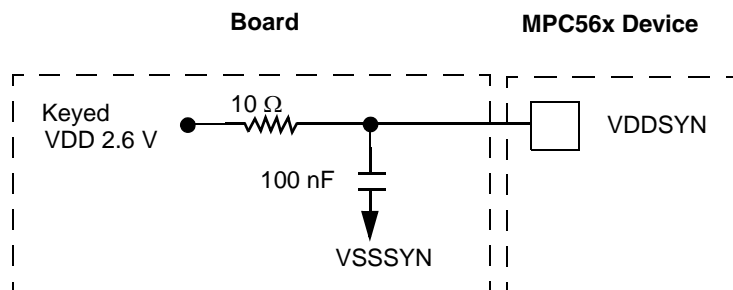 Board
MPC56x Device
Keyed
VDD 2.6 V
10 Ω
VDDSYN
100 nF
VSSSYN